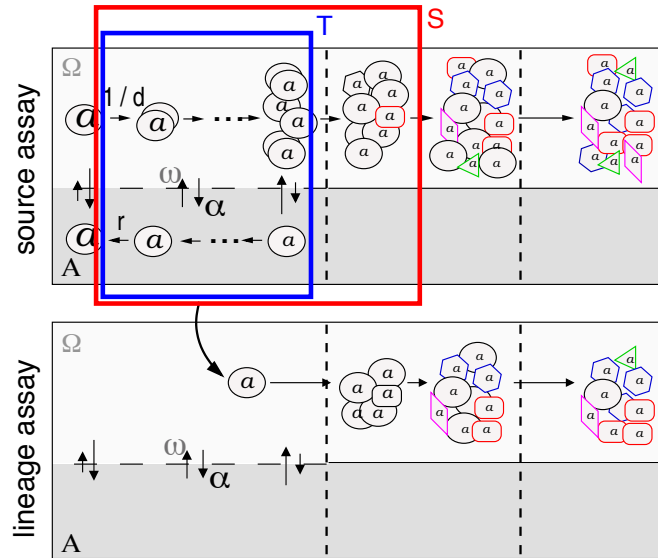 T S
source assay
Ω
a 1 / d a a a a a a a a a a a a
ω α
a r a a
A
lineage assay
Ω
a a a a a a a a a a a a
ω α
A